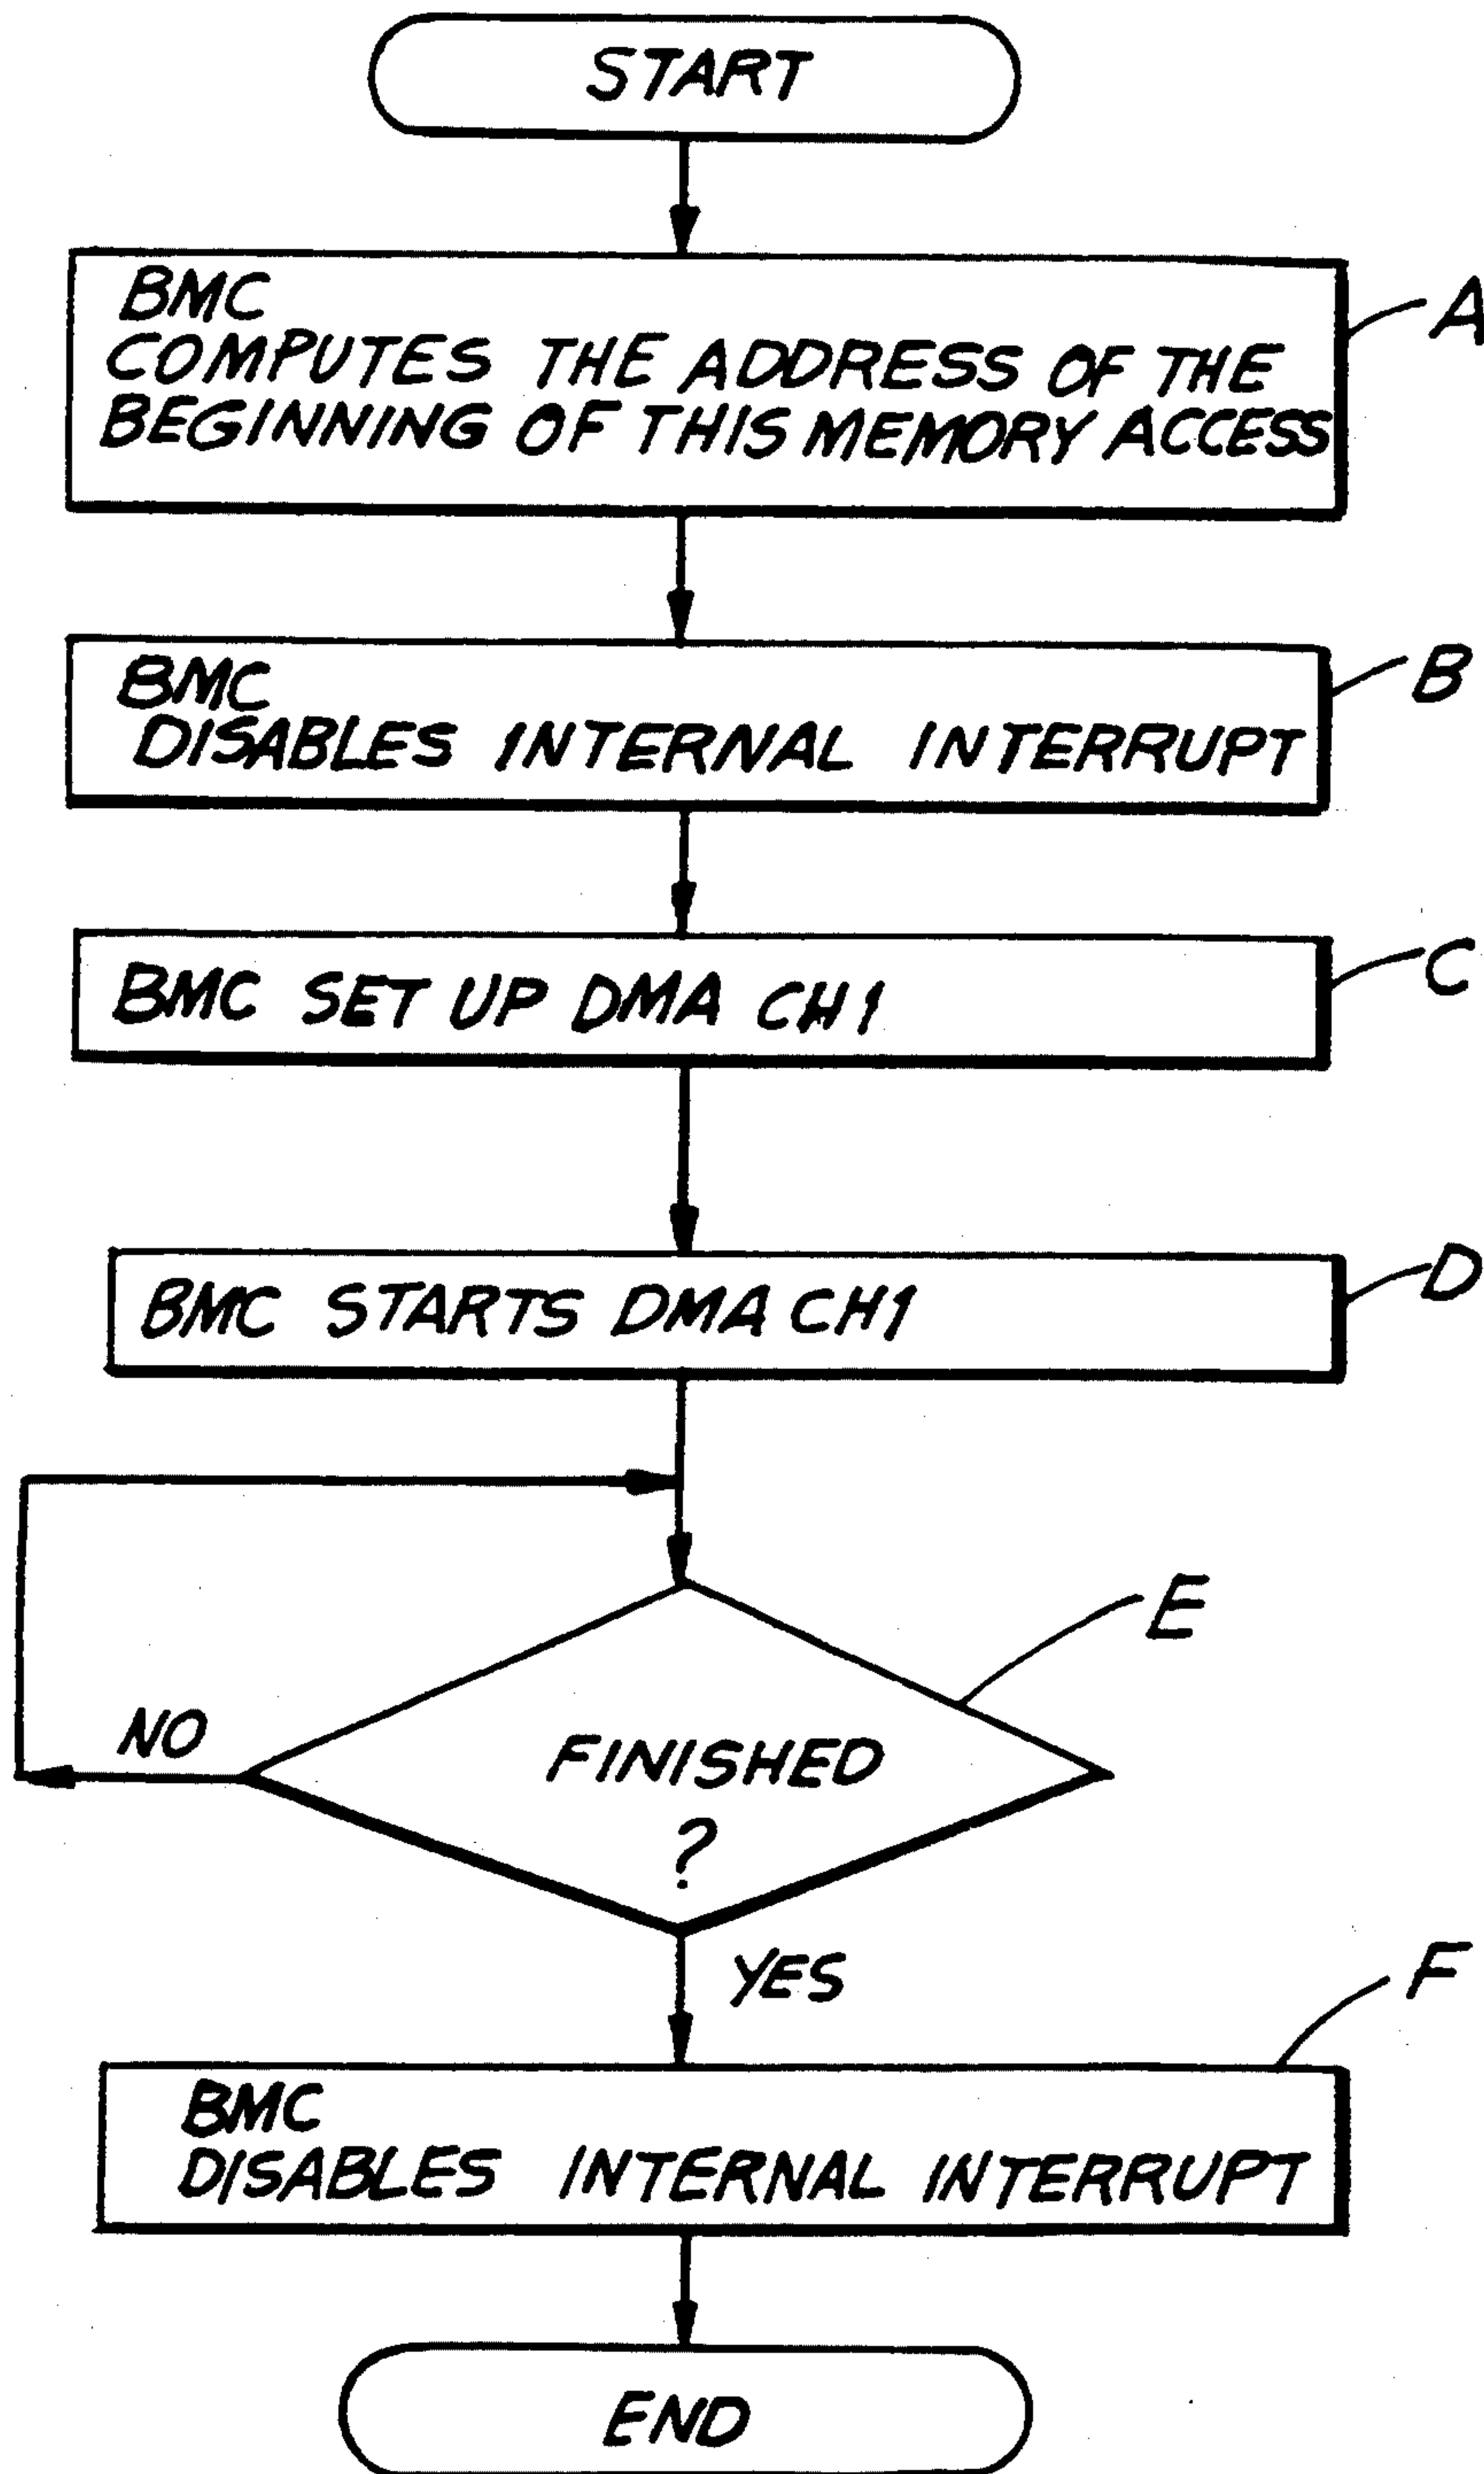 START
BMC
COMPUTES THE ADDRESS OF THE
BEGINNING OF THIS MEMORY ACCESS
A
BMC
DISABLES INTERNAL INTERRUPT
B
BMC SET UP DMA CH1
C
BMC STARTS DMA CH1
D
E
NO
FINISHED
?
YES
F
BMC
DISABLES INTERNAL INTERRUPT
END